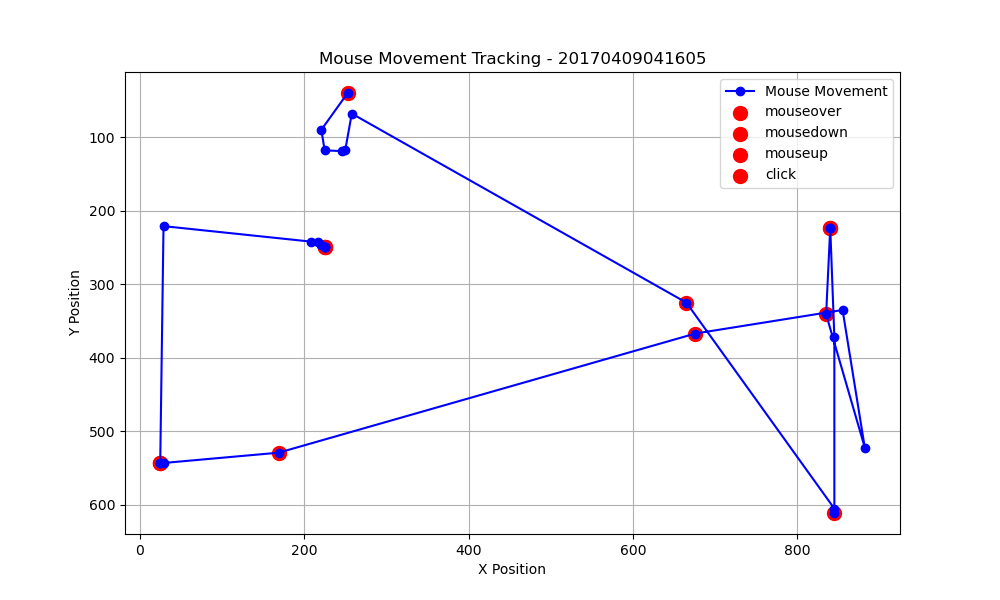 Mouse Movement Tracking - 20170409041605
Mouse Movement
mouseover
mousedown
mouseup
click
100
200
300
400
500
600
Y Position
0 200 400 600 800
X Position